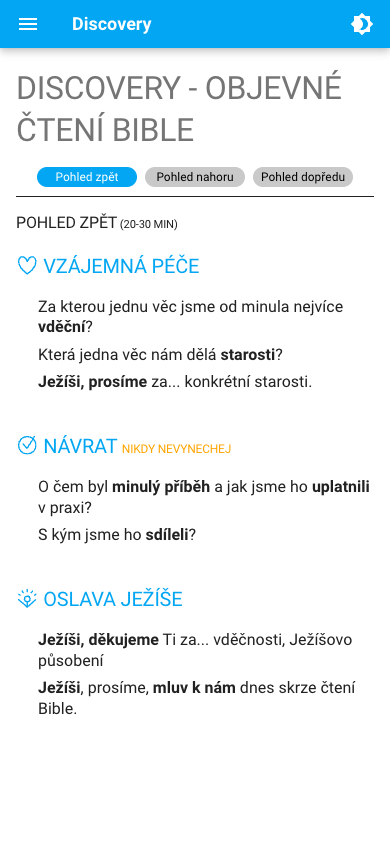 Discovery
DISCOVERY - OBJEVNÉ
ČTENÍ BIBLE
Pohled zpět
Pohled nahoru
Pohled dopředu
POHLED ZPĚT (20-30 MIN)
VZÁJEMNÁ PÉČE
Za kterou jednu věc jsme od minula nejvíce
vděční?
Která jedna věc nám dělá starosti?
Ježíši, prosíme za... konkrétní starosti.
NÁVRAT NIKDY NEVYNECHEJ
O čem byl minulý příběh a jak jsme ho uplatnili
v praxi?
S kým jsme ho sdíleli?
OSLAVA JEŽÍŠE
Ježíši, děkujeme Ti za... vděčnosti, Ježíšovo
působení
Ježíši, prosíme, mluv k nám dnes skrze čtení
Bible.